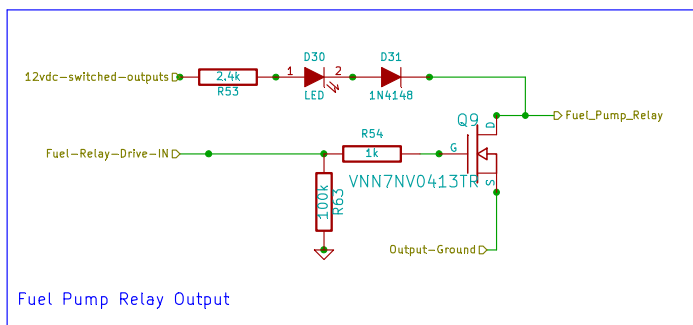 D30
D31
12vdc-switched-outputs
2.4k
1
2
R53
LED
1N4148
Q9
D
Fuel_Pump_Relay
R54
Fuel-Relay-Drive-IN
1k
G
VNN7NV0413TR
S
100k
R63
Output-Ground
Fuel Pump Relay Output